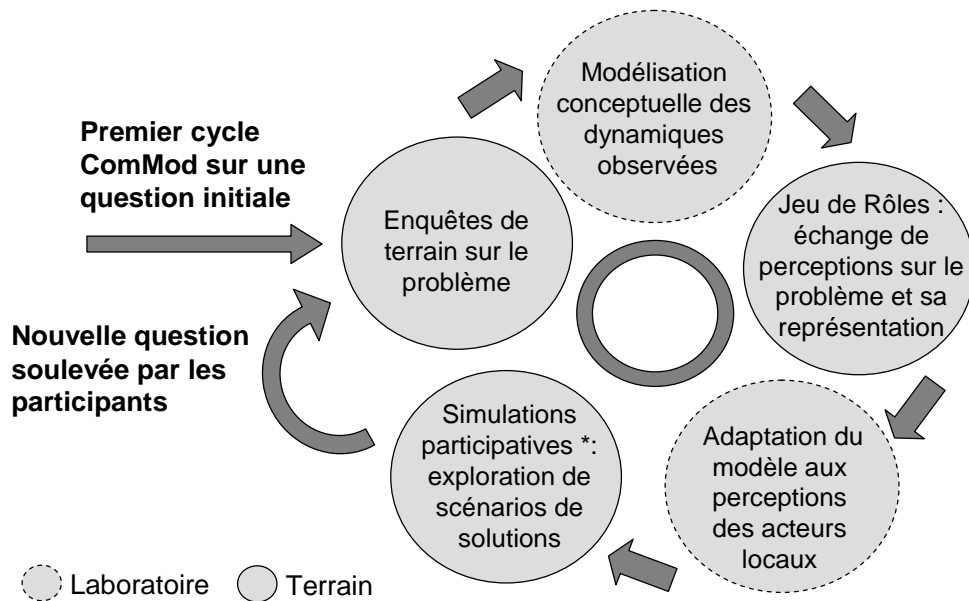 Premier cycle
ComMod sur une
question initiale
Enquêtes de
terrain sur le
problème
Modélisation
conceptuelle des
dynamiques
observées
Jeu de Rôles :
échange de
perceptions sur le
problème et sa
représentation
Adaptation du
modèle aux
perceptions
des acteurs
locaux
Simulations
participatives *:
exploration de
scénarios de
solutions
Nouvelle question
soulevée par les
participants
Laboratoire
Terrain